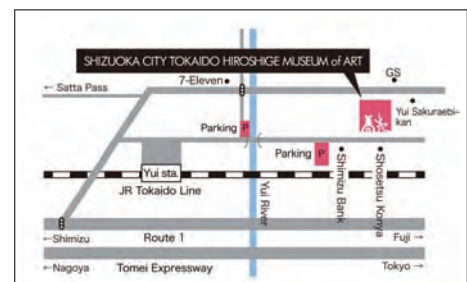 SHIZUOKA CITY TOKAIDO HIROSHIGE MUSEUM of ART
7-Eleven
GS
← Satta Pass
Yui Sakuraebi-
kan
Parking P
Parking P
Yui sta.
JR Tokaido Line
Yui River
Shimizu Bank
Shosetsu Konya
←Shimizu
Route 1
Fuji →
←Nagoya
Tomei Expressway
Tokyo→